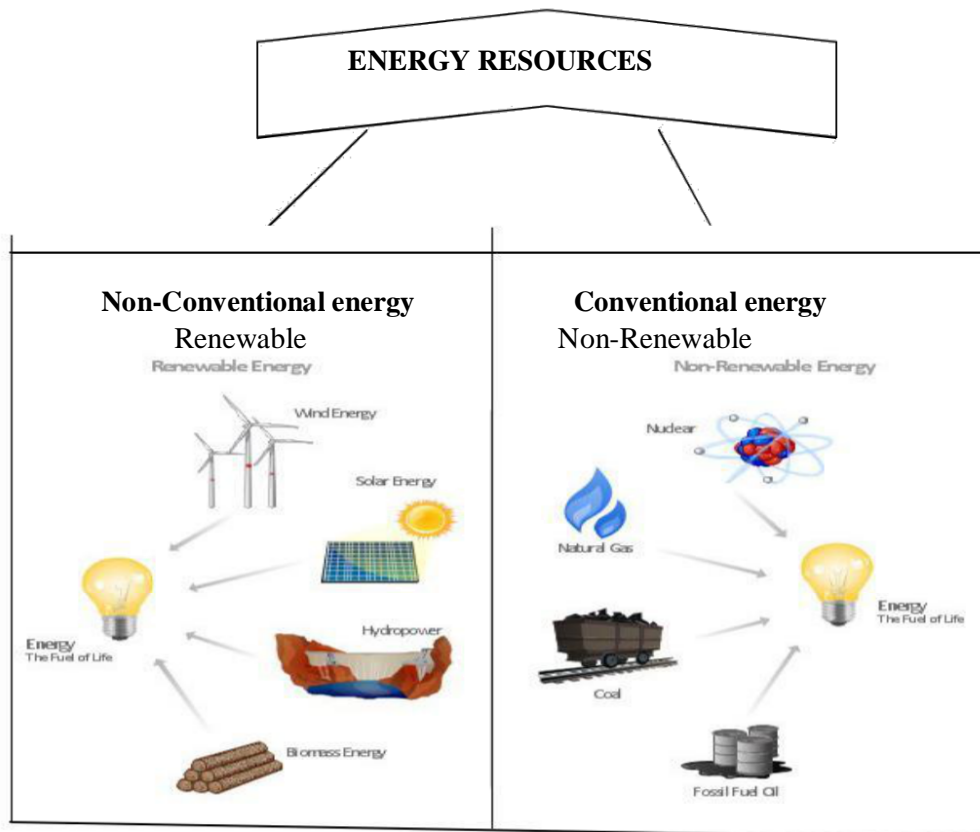 ENERGY RESOURCES
Non-Conventional energy
Renewable
Renewable Energy
Wind Energy
Solar Energy
Hydropower
Energy
The Fuel of Life
Biomass Energy
Conventional energy
Non-Renewable
Non-Renewable Energy
Nuclear
Natural Gas
Energy
The Fuel of Life
Coal
Fossil Fuel Oil